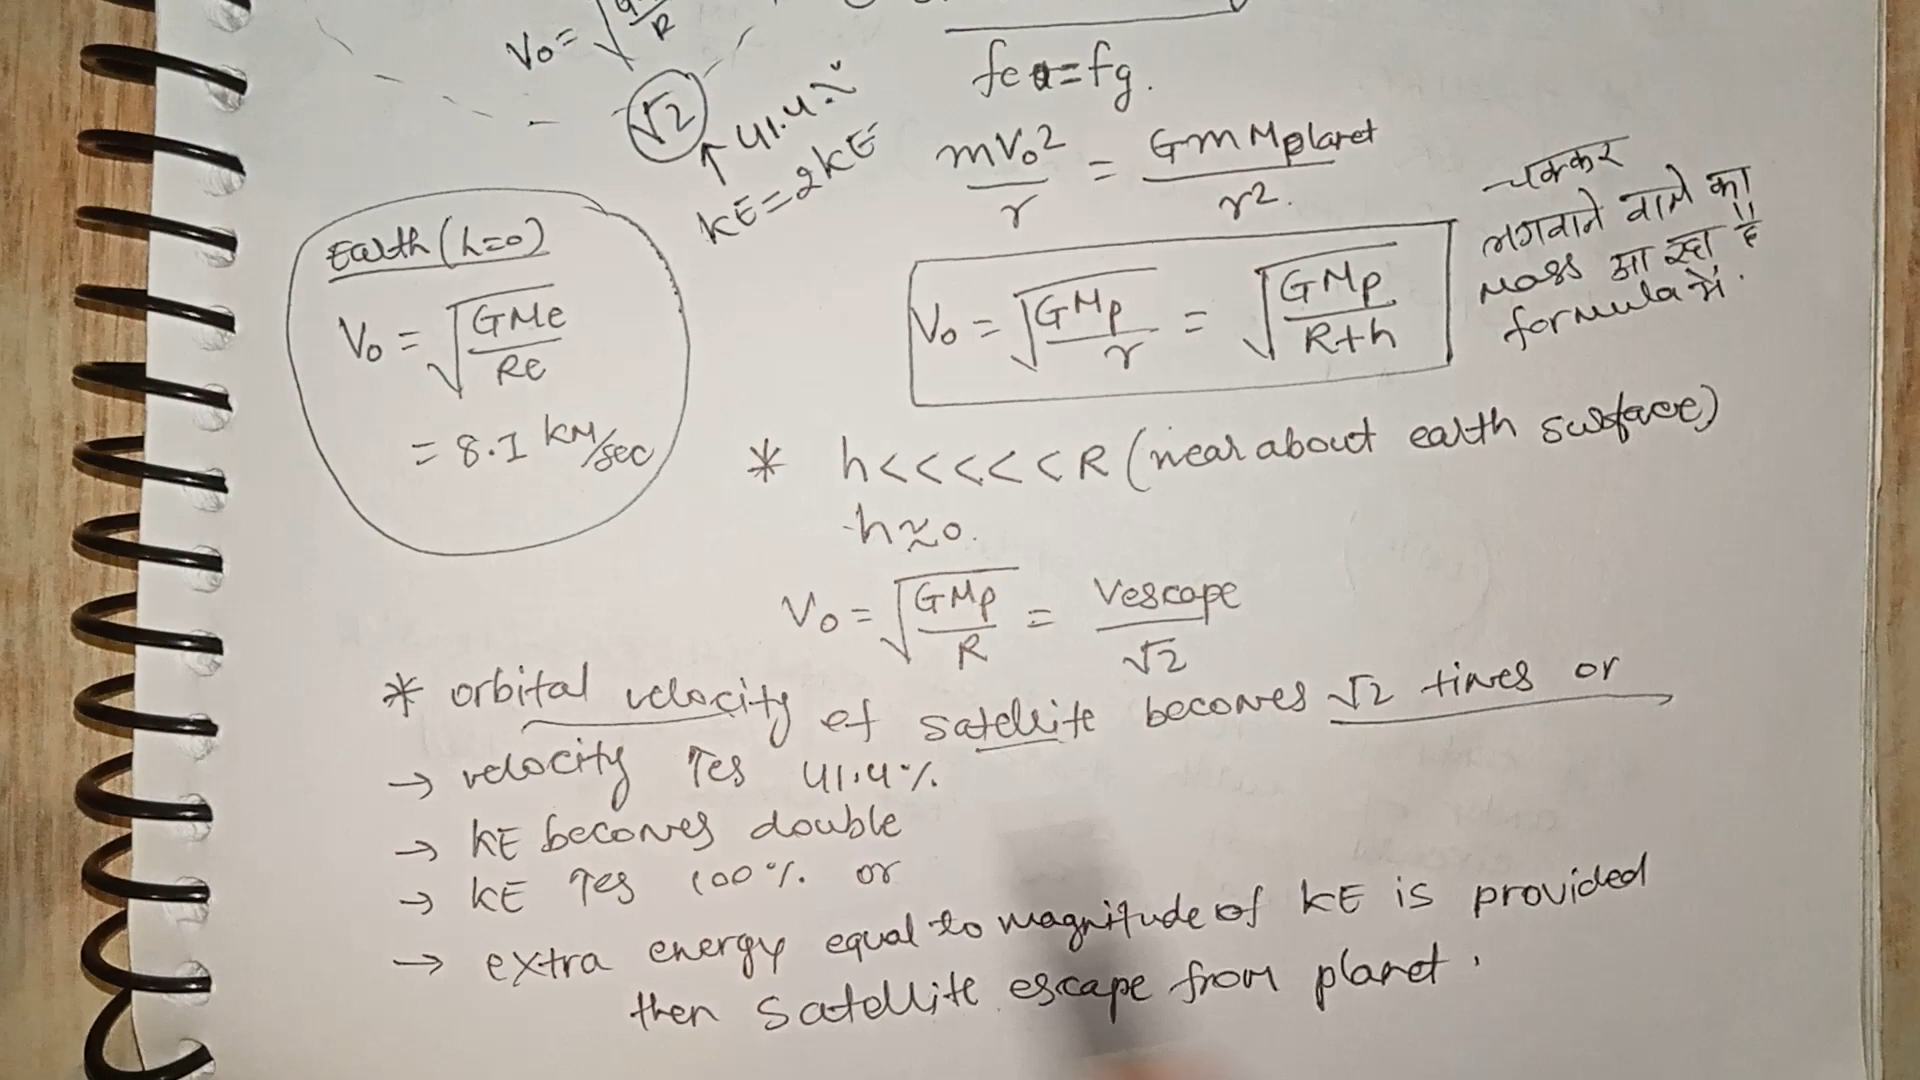 V₀ = √ R
√2
↑ 41.4%
KE = 2KE
fc = fg.
mV₀²/r = GmMplanet/r².
V₀ = √GMp/r = √GMp/R+h
चक्कर
लगवाने वाले का
mass आ रहा है
formula में.
Earth (h=0)
V₀ = √GMe/Re
= 8.1 km/sec
* h<<<<<R (near about earth surface)
h≈0.
V₀ = √GMp/R = Vescape/√2
* orbital velocity of satellite becomes √2 times or
→ velocity ↑es 41.4%
→ KE becomes double
→ KE ↑es 100%. or
→ extra energy equal to magnitude of KE is provided
then satellite escape from planet.